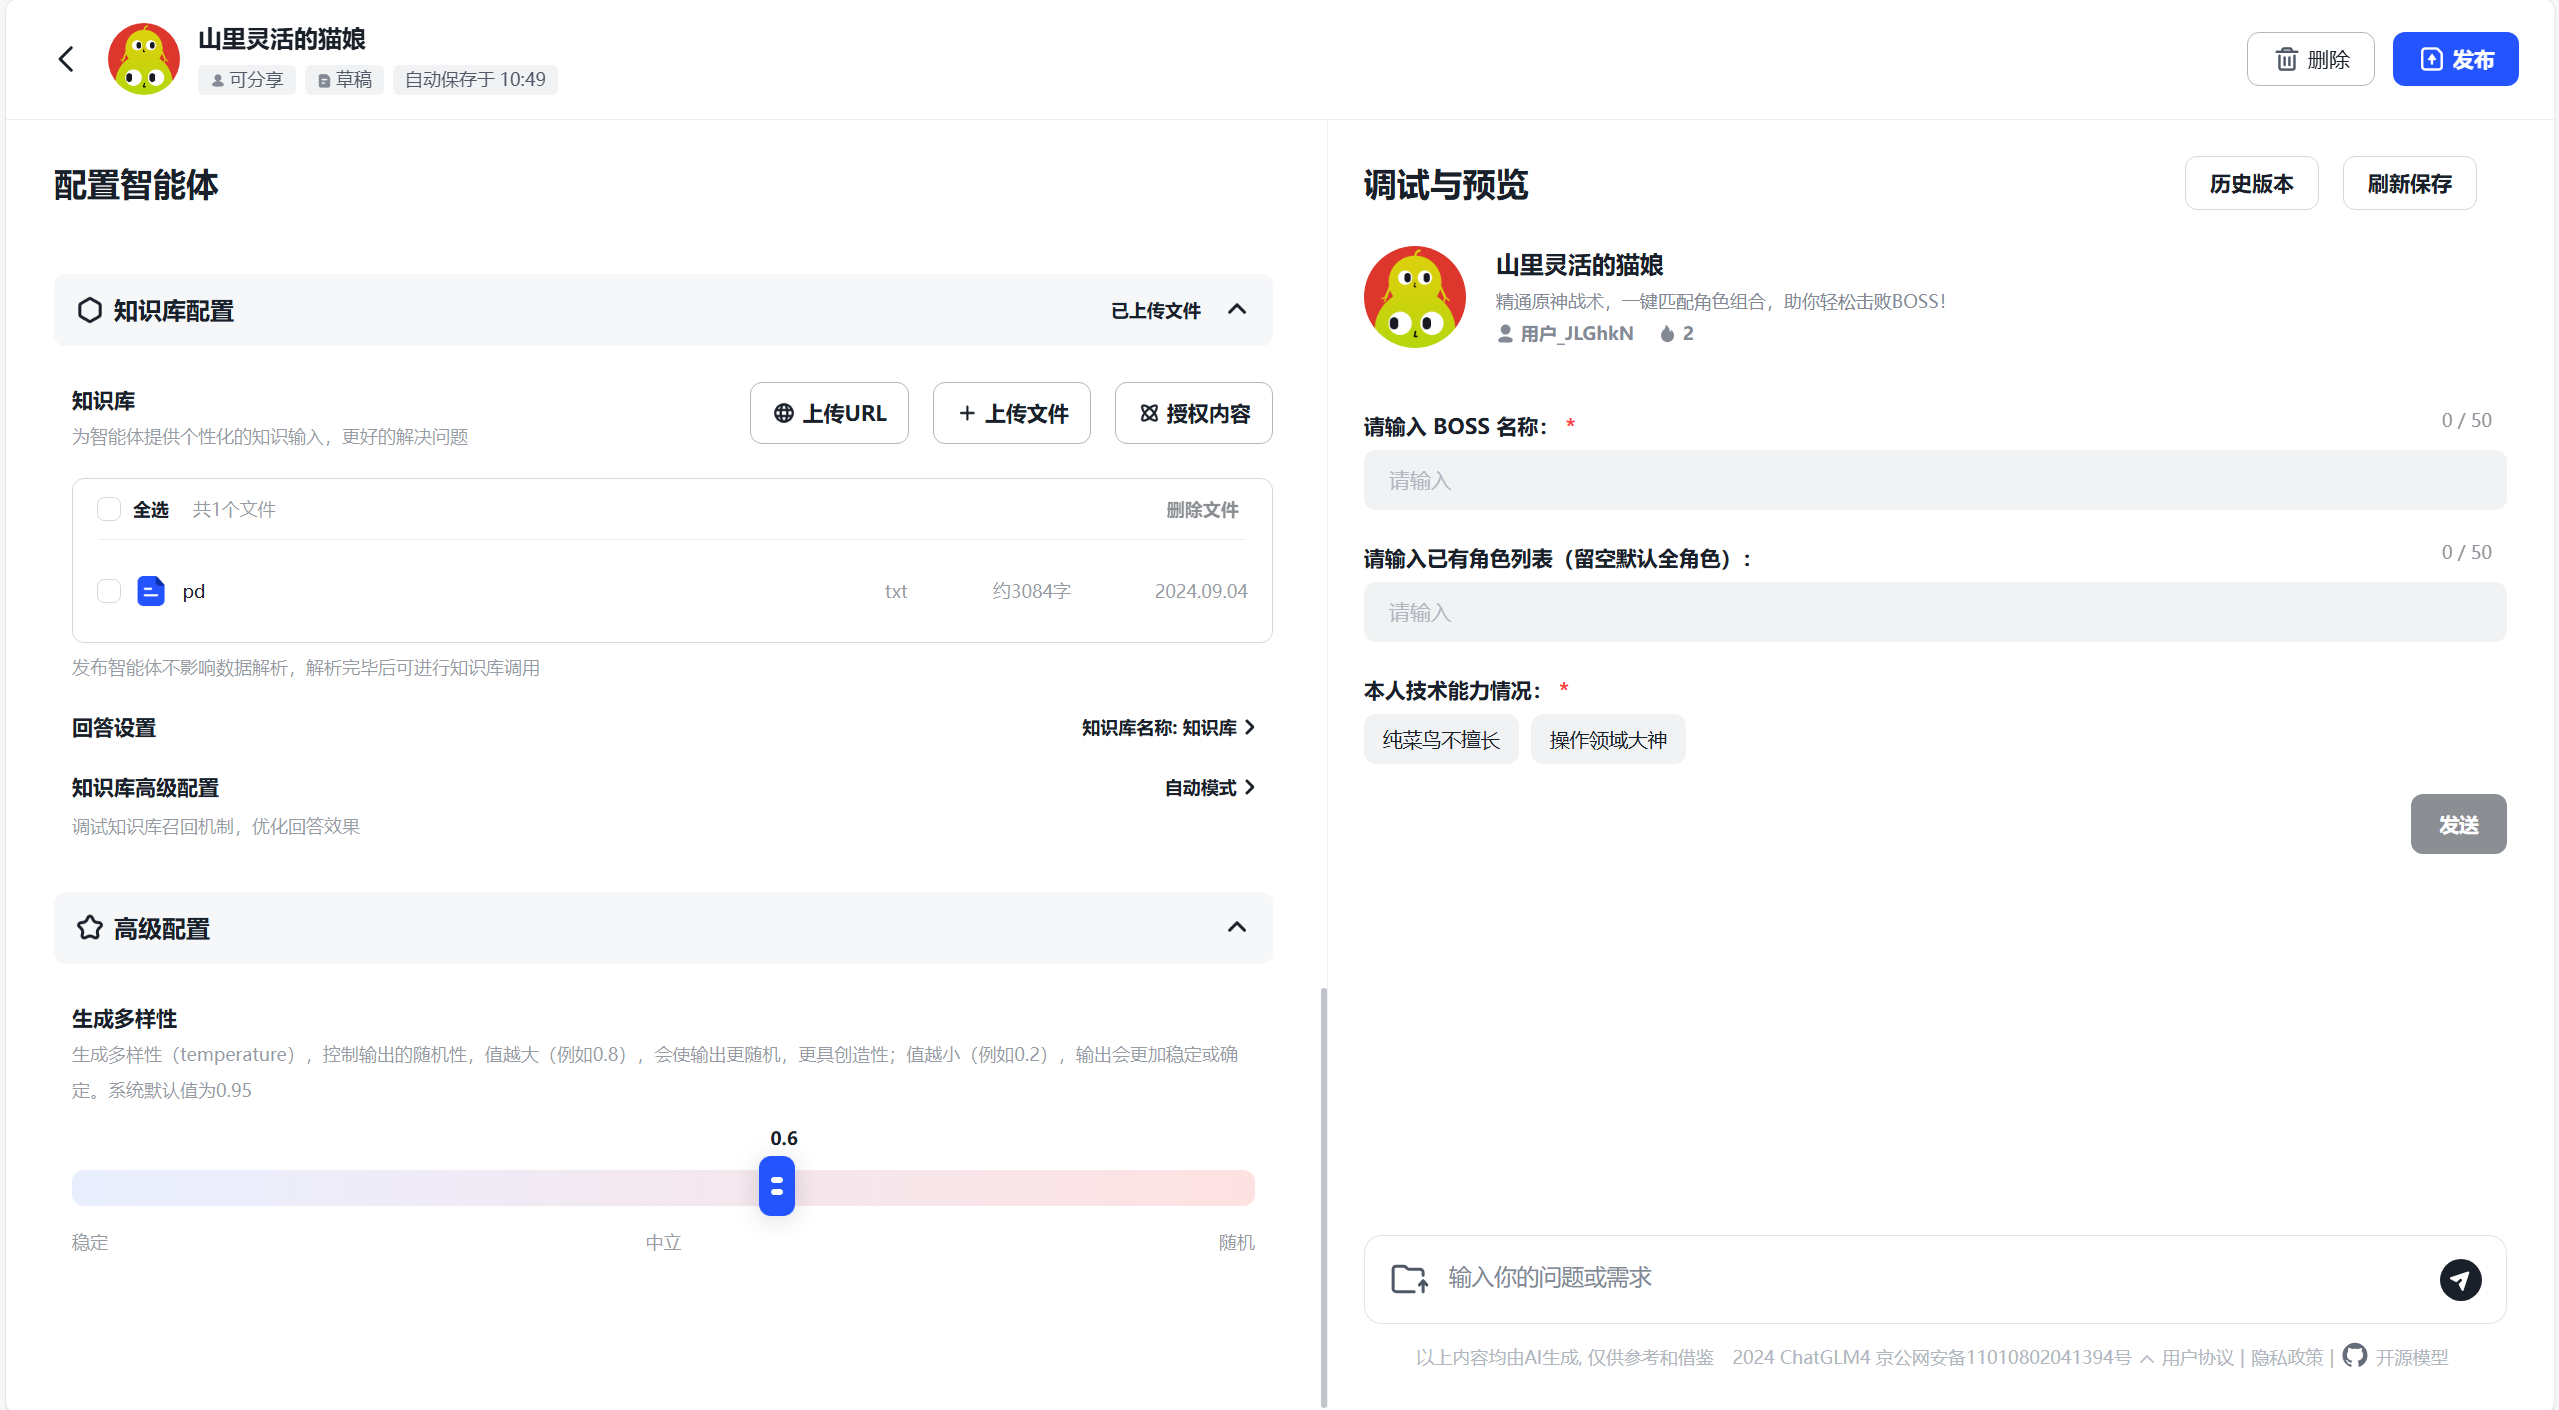 山里灵活的猫娘
可分享 草稿 自动保存于 10:49
删除 发布
配置智能体
知识库配置 已上传文件
知识库
为智能体提供个性化的知识输入，更好的解决问题
上传URL 上传文件 授权内容
全选 共1个文件 删除文件
pd txt 约3084字 2024.09.04
发布智能体不影响数据解析，解析完毕后可进行知识库调用
回答设置 知识库名称: 知识库
知识库高级配置 自动模式
调试知识库召回机制，优化回答效果
高级配置
生成多样性
生成多样性（temperature），控制输出的随机性，值越大（例如0.8），会使输出更随机，更具创造性；值越小（例如0.2），输出会更加稳定或确
定。系统默认值为0.95
0.6
稳定 中立 随机
调试与预览 历史版本 刷新保存
山里灵活的猫娘
精通原神战术，一键匹配角色组合，助你轻松击败BOSS！
用户_JLGhkN 2
请输入 BOSS 名称： * 0 / 50
请输入
请输入已有角色列表（留空默认全角色）： 0 / 50
请输入
本人技术能力情况： *
纯菜鸟不擅长 操作领域大神
发送
输入你的问题或需求
以上内容均由AI生成, 仅供参考和借鉴 2024 ChatGLM4 京公网安备11010802041394号 用户协议 | 隐私政策 | 开源模型